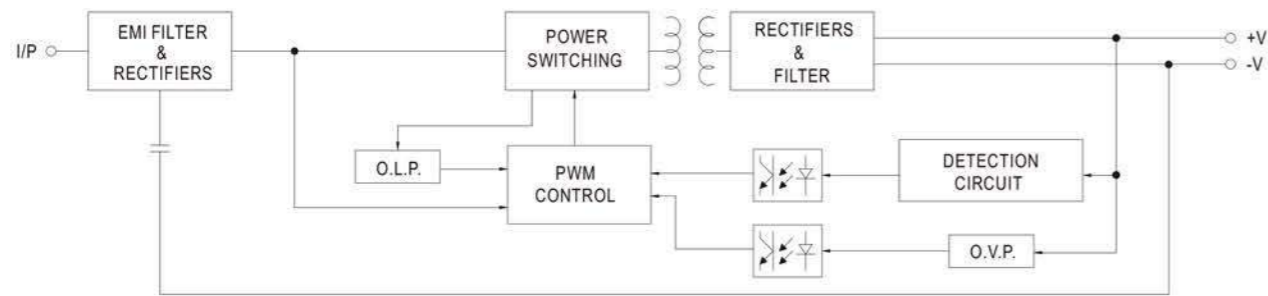 I/P
EMI FILTER
&
RECTIFIERS
POWER
SWITCHING
RECTIFIERS
&
FILTER
+V
-V
O.L.P.
PWM
CONTROL
DETECTION
CIRCUIT
O.V.P.